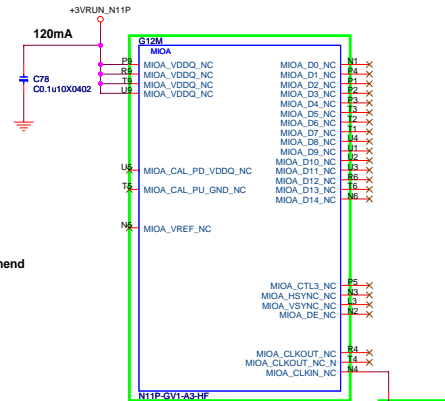 +3VRUN_N11P
120mA
G12M
MIOA
C78
C0.1u10X0402
P9 MIOA_VDDQ_NC
R9 MIOA_VDDQ_NC
T9 MIOA_VDDQ_NC
U9 MIOA_VDDQ_NC
U5 MIOA_CAL_PD_VDDQ_NC
T5 MIOA_CAL_PU_GND_NC
N5 MIOA_VREF_NC
MIOA_D0_NC N1
MIOA_D1_NC P4
MIOA_D2_NC P1
MIOA_D3_NC P2
MIOA_D4_NC P3
MIOA_D5_NC T3
MIOA_D6_NC T2
MIOA_D7_NC T1
MIOA_D8_NC U4
MIOA_D9_NC U1
MIOA_D10_NC U2
MIOA_D11_NC U3
MIOA_D12_NC R6
MIOA_D13_NC T6
MIOA_D14_NC N6
mend
MIOA_CTL3_NC P5
MIOA_HSYNC_NC N3
MIOA_VSYNC_NC L3
MIOA_DE_NC N2
MIOA_CLKOUT_NC R4
MIOA_CLKOUT_NC_N T4
MIOA_CLKIN_NC N4
N11P-GV1-A3-HF